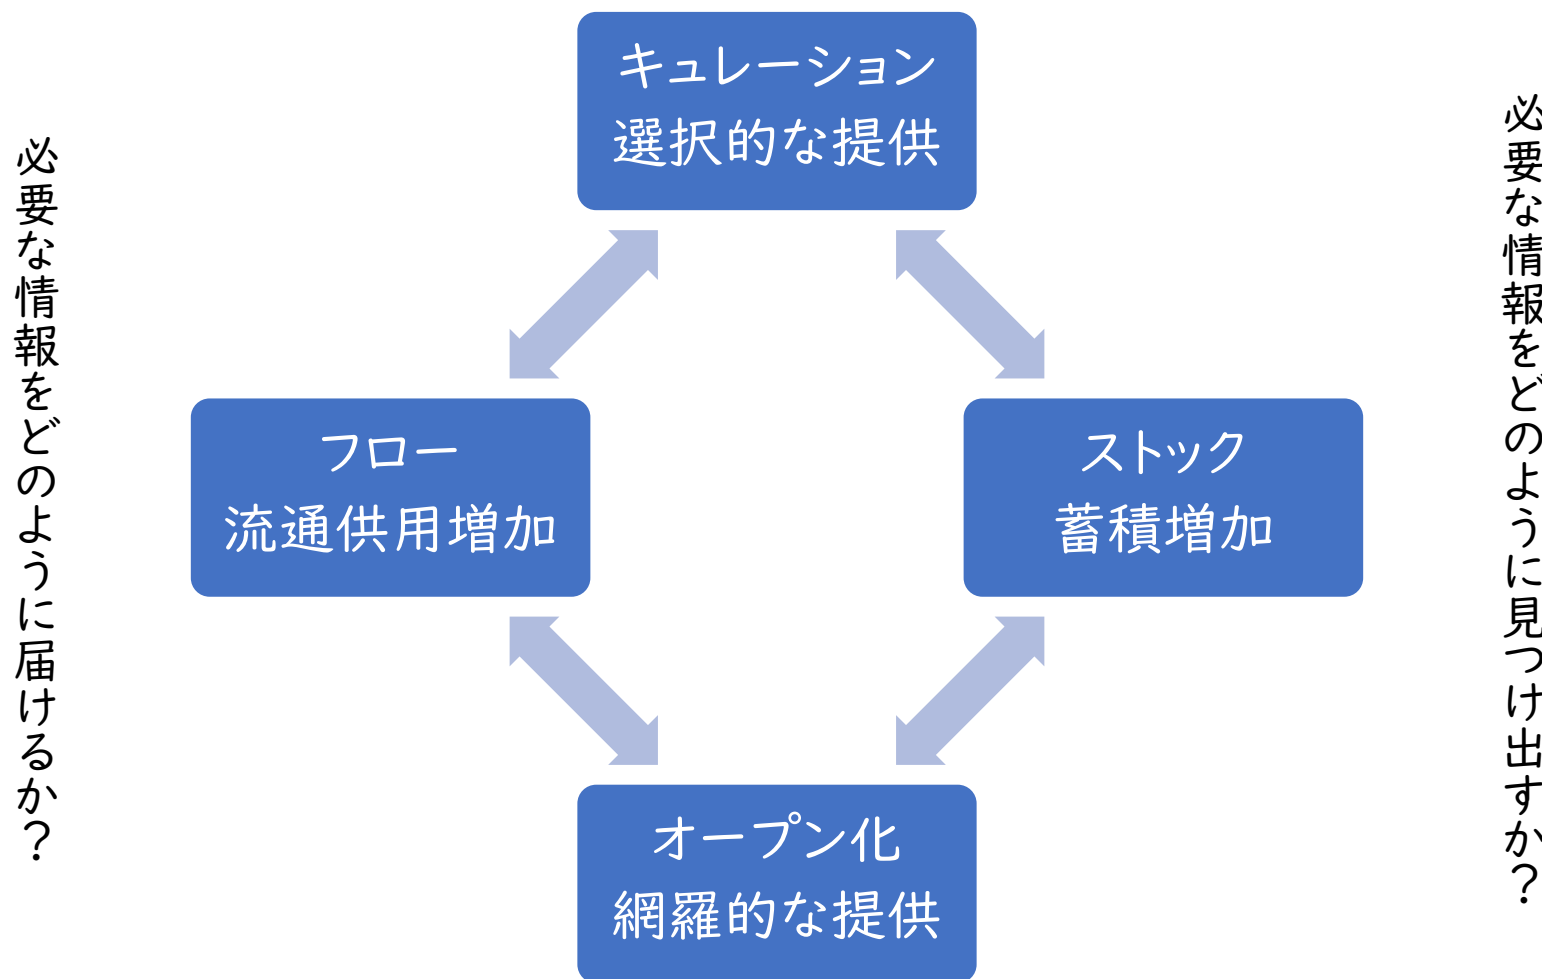 キュレーション
選択的な提供
必要な情報をどのように届けるか？
フロー
流通供用増加
ストック
蓄積増加
必要な情報をどのように見つけ出すか？
オープン化
網羅的な提供